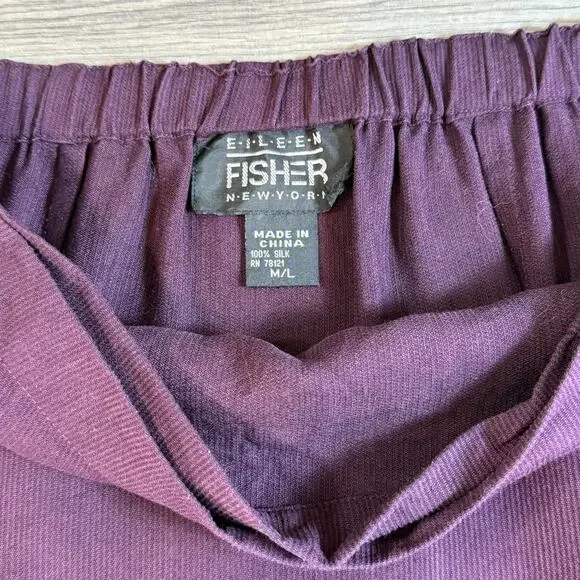 E·I·L·E·E·N
FISHER
N·E·W·Y·O·R·K
MADE IN
CHINA
100% SILK
RN 78121
M/L